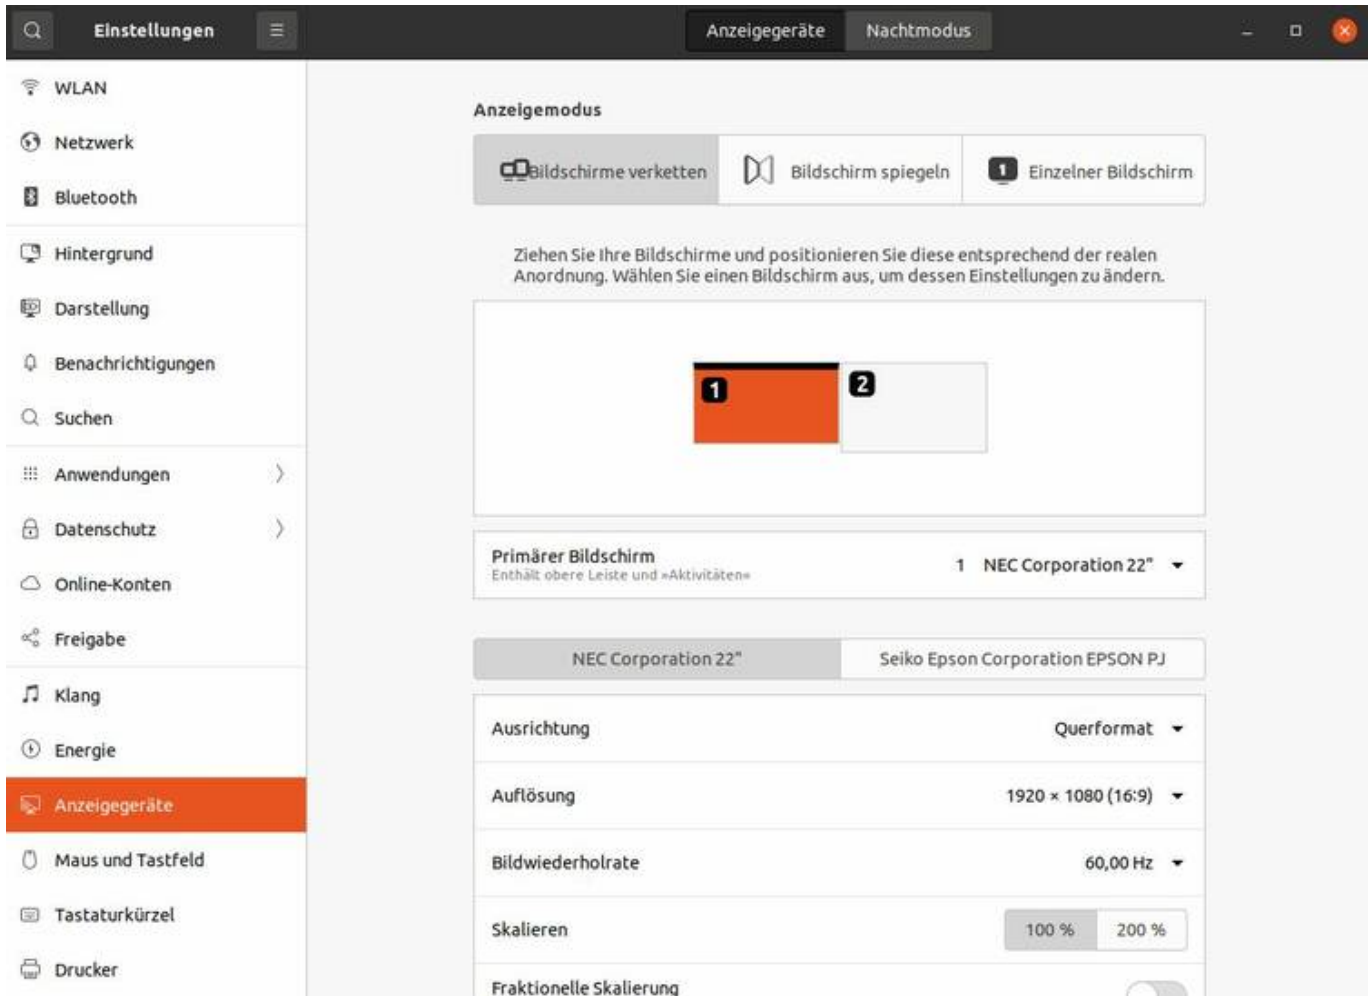 Einstellungen
Anzeigegeräte
Nachtmodus
WLAN
Netzwerk
Bluetooth
Hintergrund
Darstellung
Benachrichtigungen
Suchen
Anwendungen
Datenschutz
Online-Konten
Freigabe
Klang
Energie
Anzeigegeräte
Maus und Tastfeld
Tastaturkürzel
Drucker
Anzeigemodus
Bildschirme verketten
Bildschirm spiegeln
1 Einzelner Bildschirm
Ziehen Sie Ihre Bildschirme und positionieren Sie diese entsprechend der realen
Anordnung. Wählen Sie einen Bildschirm aus, um dessen Einstellungen zu ändern.
1
2
Primärer Bildschirm
Enthält obere Leiste und »Aktivitäten«
1 NEC Corporation 22"
NEC Corporation 22"
Seiko Epson Corporation EPSON PJ
Ausrichtung
Querformat
Auflösung
1920 × 1080 (16:9)
Bildwiederholrate
60,00 Hz
Skalieren
100 %
200 %
Fraktionelle Skalierung